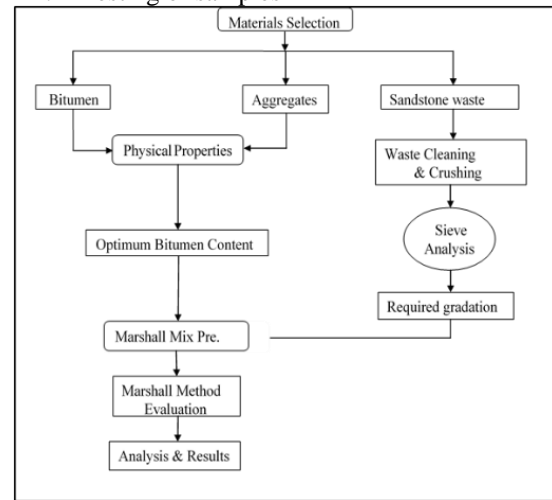 Materials Selection
Bitumen
Aggregates
Sandstone waste
Physical Properties
Waste Cleaning
& Crushing
Sieve
Analysis
Optimum Bitumen Content
Required gradation
Marshall Mix Pre.
Marshall Method
Evaluation
Analysis & Results